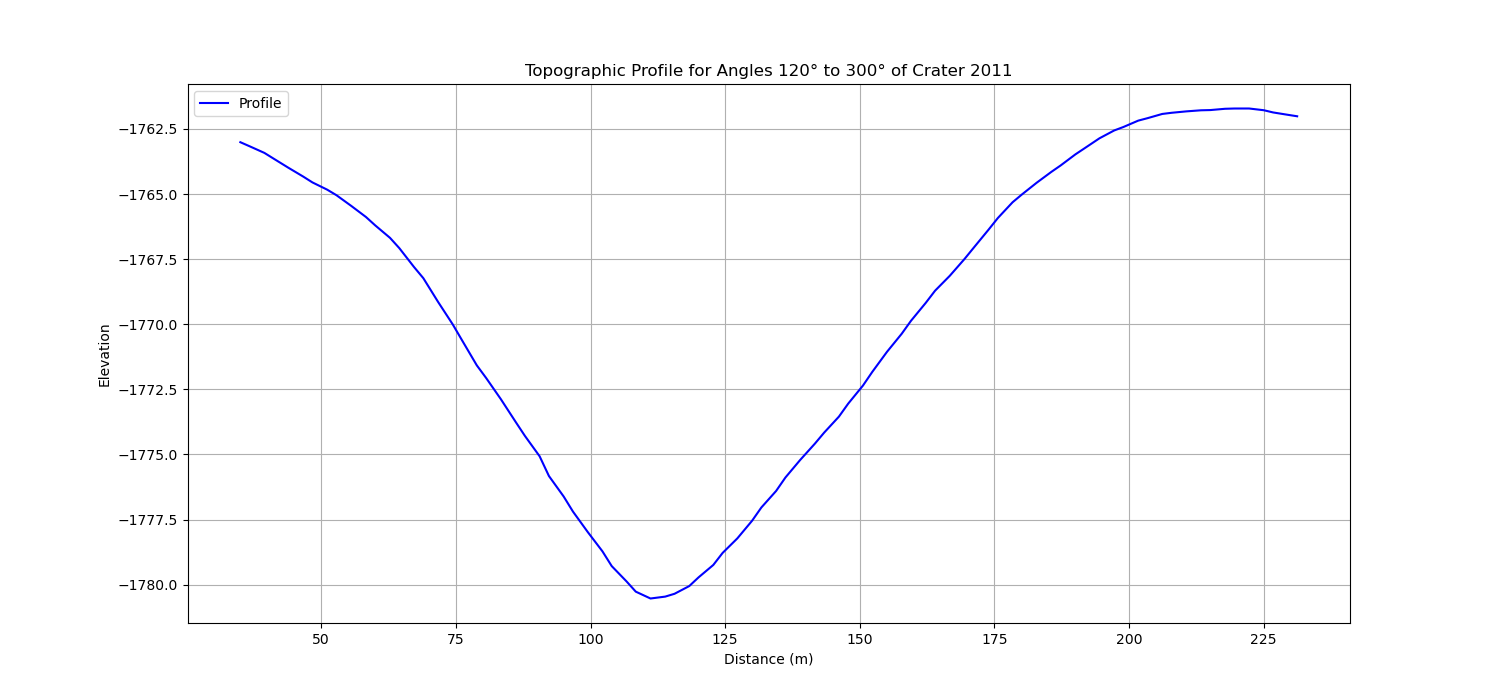 Topographic Profile for Angles 120° to 300° of Crater 2011
Profile
−1762.5
−1765.0
−1767.5
−1770.0
−1772.5
−1775.0
−1777.5
−1780.0
Elevation
50 75 100 125 150 175 200 225
Distance (m)